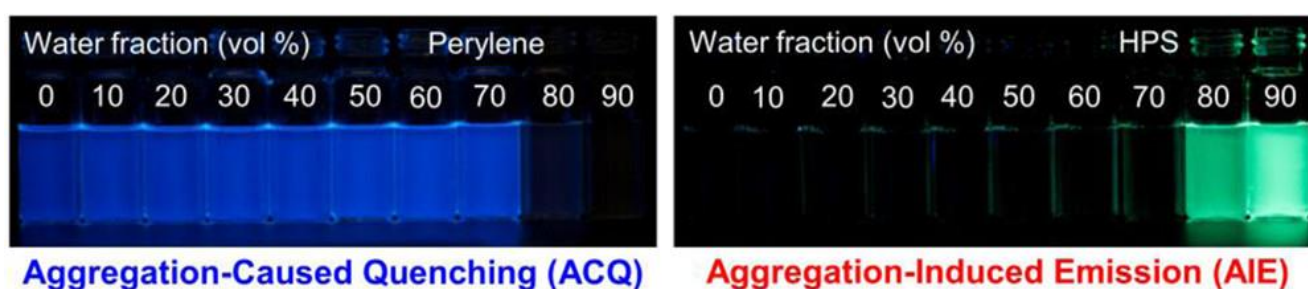 Water fraction (vol %) Perylene
0 10 20 30 40 50 60 70 80 90
Aggregation-Caused Quenching (ACQ)
Water fraction (vol %) HPS
0 10 20 30 40 50 60 70 80 90
Aggregation-Induced Emission (AIE)